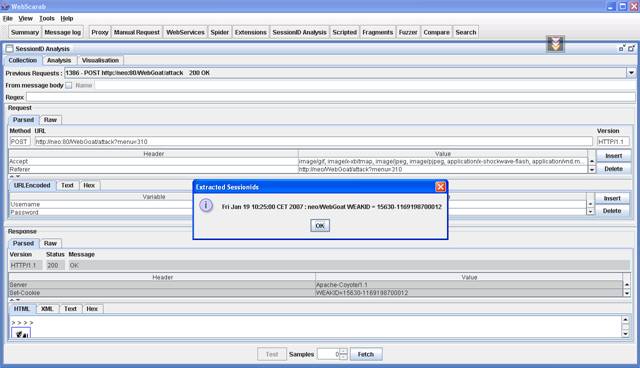 WebScarab
File View Tools Help
Summary Message log Proxy Manual Request WebServices Spider Extensions SessionID Analysis Scripted Fragments Fuzzer Compare Search
SessionID Analysis
Collection Analysis Visualisation
Previous Requests : 1386 - POST http://neo:80/WebGoat/attack 200 OK
From message body Name
Regex
Request
Parsed Raw
Method URL Version
POST http://neo:80/WebGoat/attack?menu=310 HTTP/1.1
Header Value
Accept image/gif, image/x-xbitmap, image/jpeg, image/pjpeg, application/x-shockwave-flash, application/vnd.m...
Insert
Referer http://neo/WebGoat/attack?menu=310
Delete
URLEncoded Text Hex
Variable
Insert
Username
Password
Delete
Extracted SessionIds
Fri Jan 19 10:25:00 CET 2007 : neo/WebGoat WEAKID = 15630-1169198700012
OK
Response
Parsed Raw
Version Status Message
HTTP/1.1 200 OK
Header Value
Server Apache-Coyote/1.1
Set-Cookie WEAKID=15630-1169198700012
HTML XML Text Hex
> > > >
Test Samples 0 Fetch